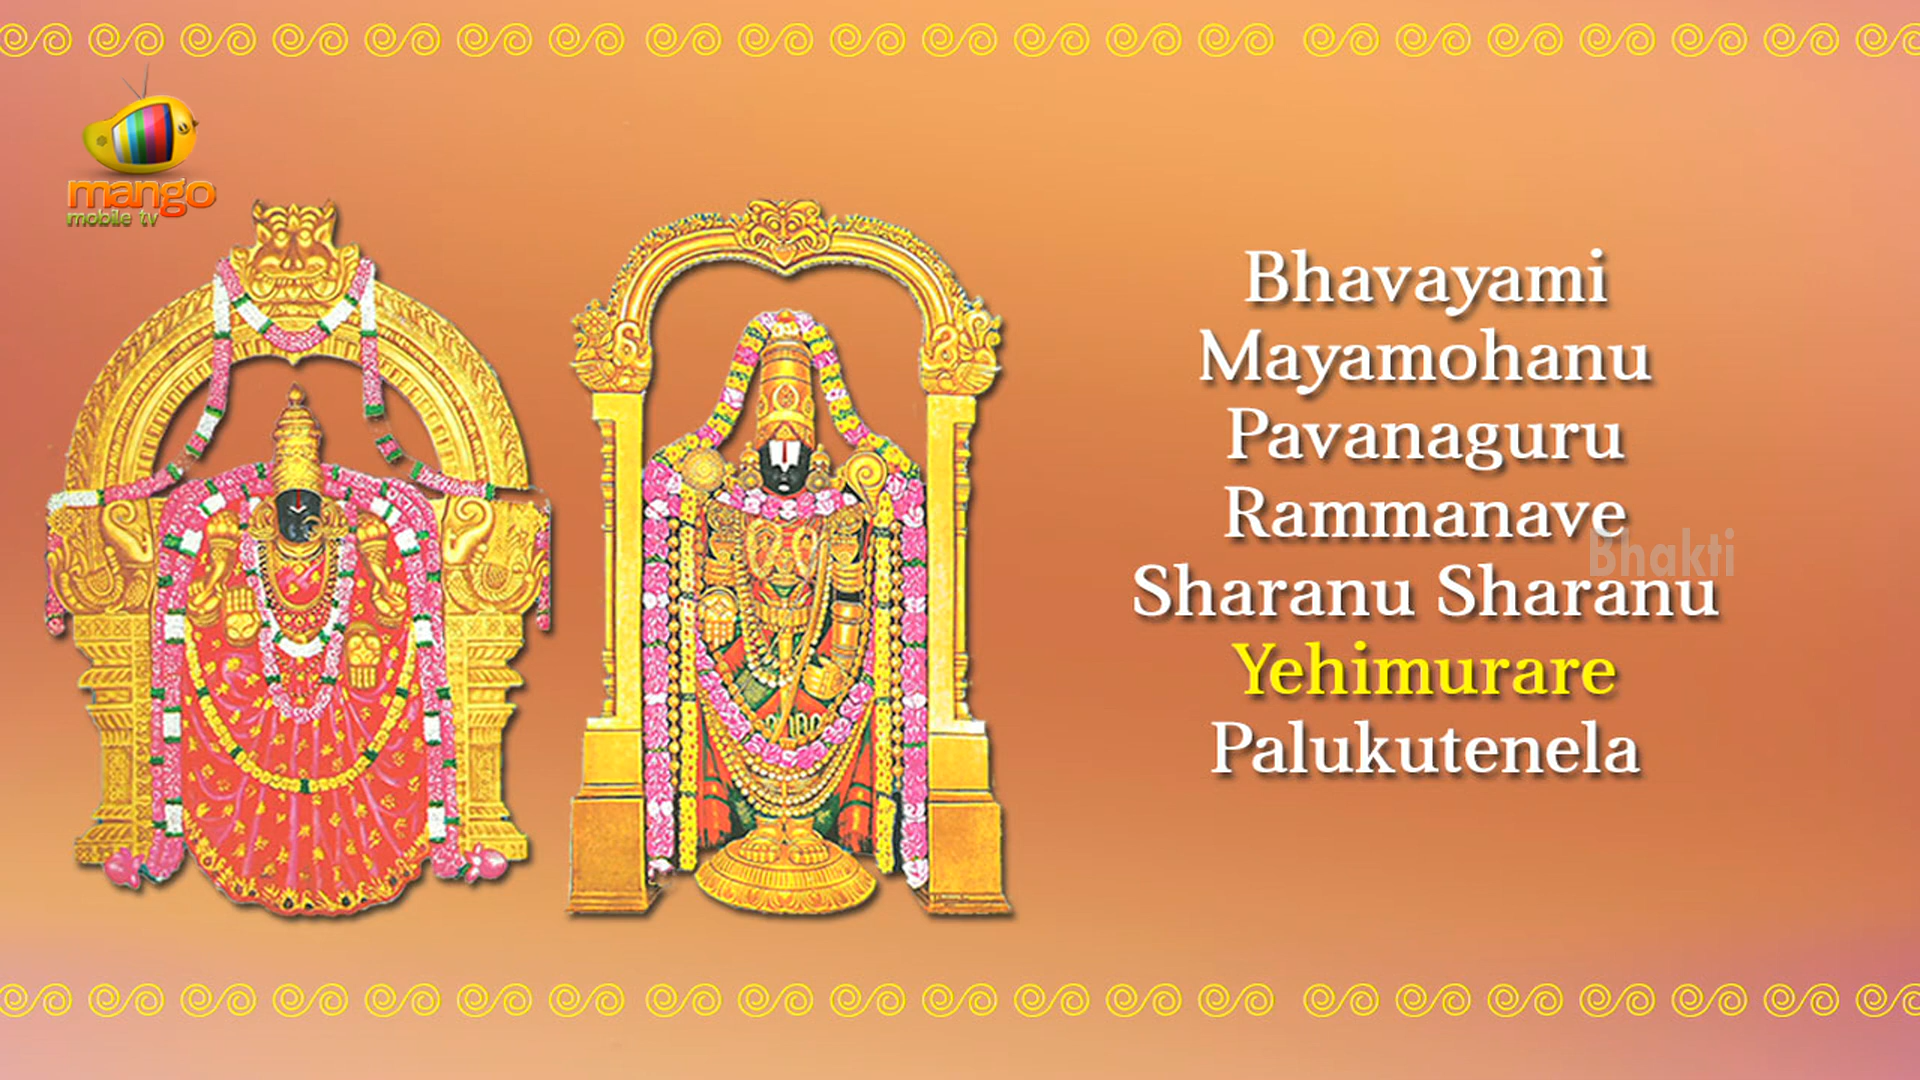 mango
mobile tv
Bhavayami
Mayamohanu
Pavanaguru
Rammanave
Bhakti
Sharanu Sharanu
Yehimurare
Palukutenela